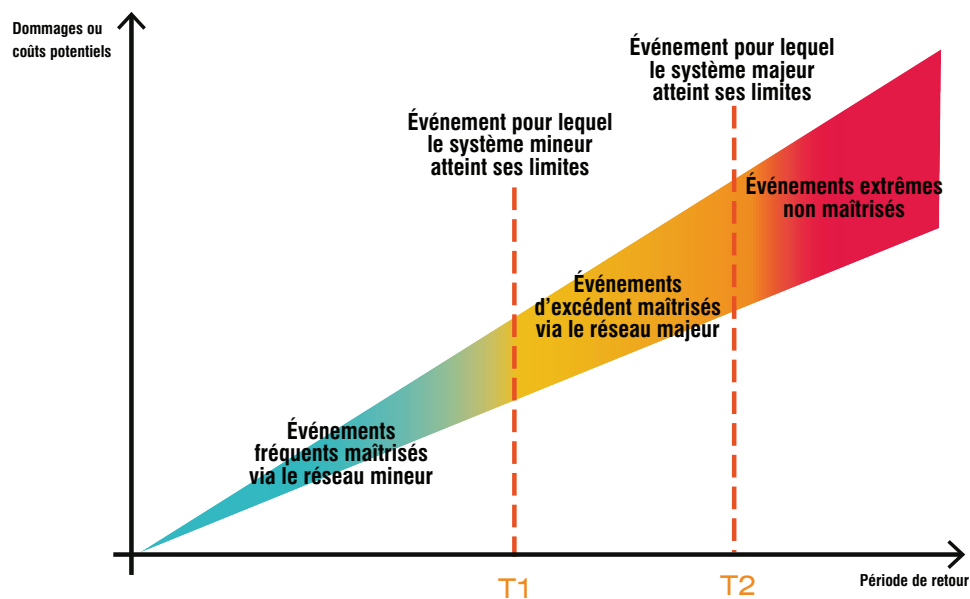 Dommages ou
coûts potentiels
Événement pour lequel
le système majeur
atteint ses limites
Événement pour lequel
le système mineur
atteint ses limites
Événements extrêmes
non maîtrisés
Événements
d'excédent maîtrisés
via le réseau majeur
Événements
fréquents maîtrisés
via le réseau mineur
T1
T2
Période de retour